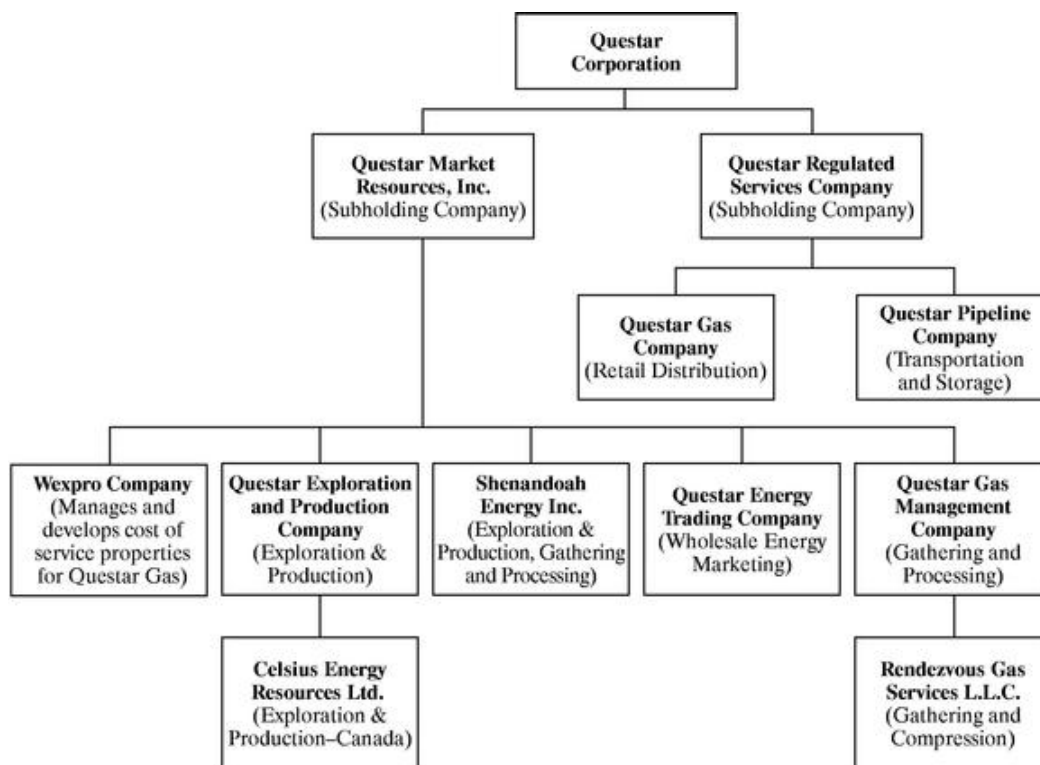 Questar
Corporation
Questar Market
Resources, Inc.
(Subholding Company)
Questar Regulated
Services Company
(Subholding Company)
Questar Gas
Company
(Retail Distribution)
Questar Pipeline
Company
(Transportation
and Storage)
Wexpro Company
(Manages and
develops cost of
service properties
for Questar Gas)
Questar Exploration
and Production
Company
(Exploration &
Production)
Shenandoah
Energy Inc.
(Exploration &
Production, Gathering
and Processing)
Questar Energy
Trading Company
(Wholesale Energy
Marketing)
Questar Gas
Management
Company
(Gathering and
Processing)
Celsius Energy
Resources Ltd.
(Exploration &
Production–Canada)
Rendezvous Gas
Services L.L.C.
(Gathering and
Compression)